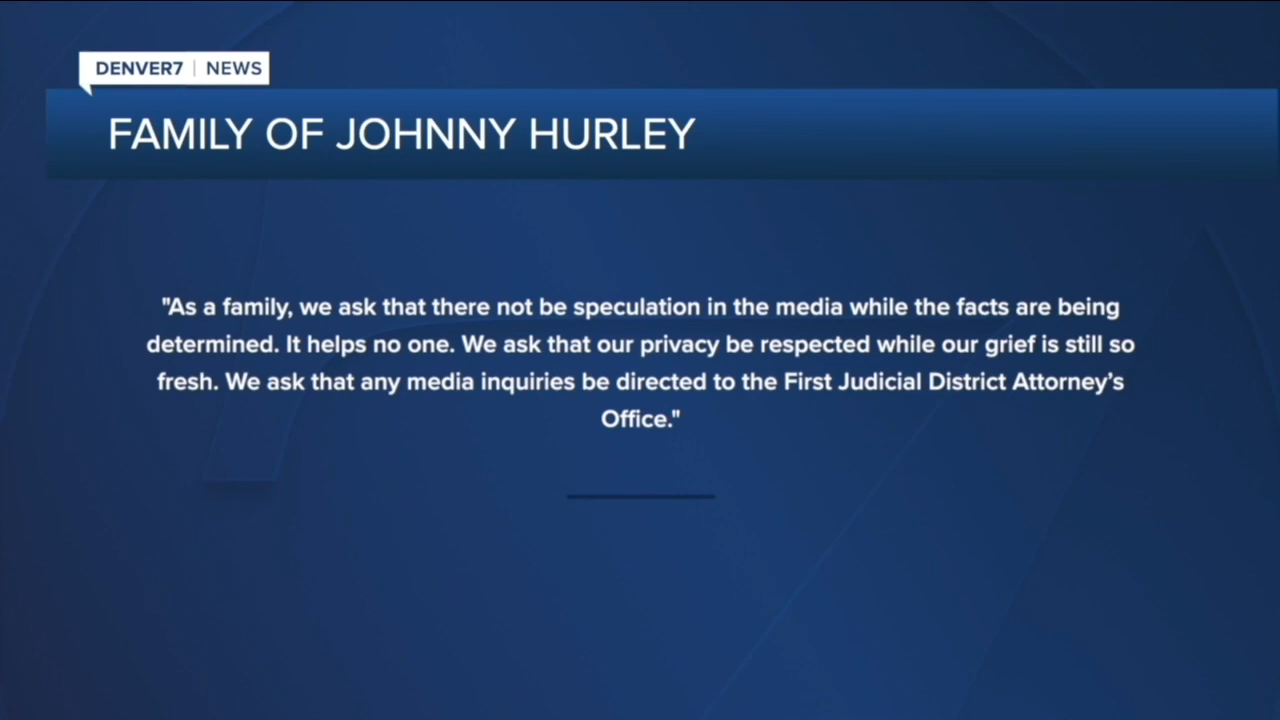 DENVER7 | NEWS
FAMILY OF JOHNNY HURLEY
"As a family, we ask that there not be speculation in the media while the facts are being
determined. It helps no one. We ask that our privacy be respected while our grief is still so
fresh. We ask that any media inquiries be directed to the First Judicial District Attorney’s
Office."